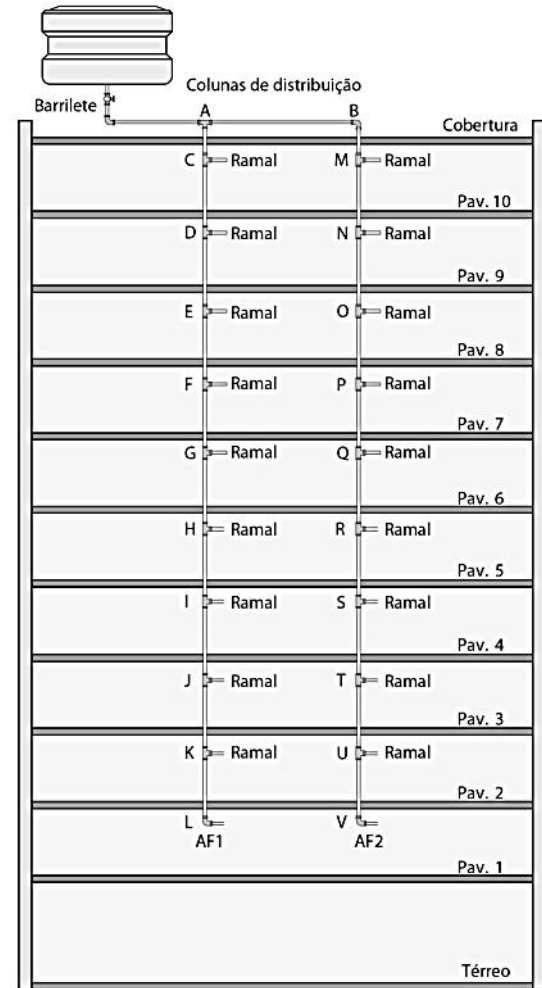 Colunas de distribuição
Barrilete
A B
Cobertura
C Ramal M Ramal
Pav. 10
D Ramal N Ramal
Pav. 9
E Ramal O Ramal
Pav. 8
F Ramal P Ramal
Pav. 7
G Ramal Q Ramal
Pav. 6
H Ramal R Ramal
Pav. 5
I Ramal S Ramal
Pav. 4
J Ramal T Ramal
Pav. 3
K Ramal U Ramal
Pav. 2
L V
AF1 AF2
Pav. 1
Térreo